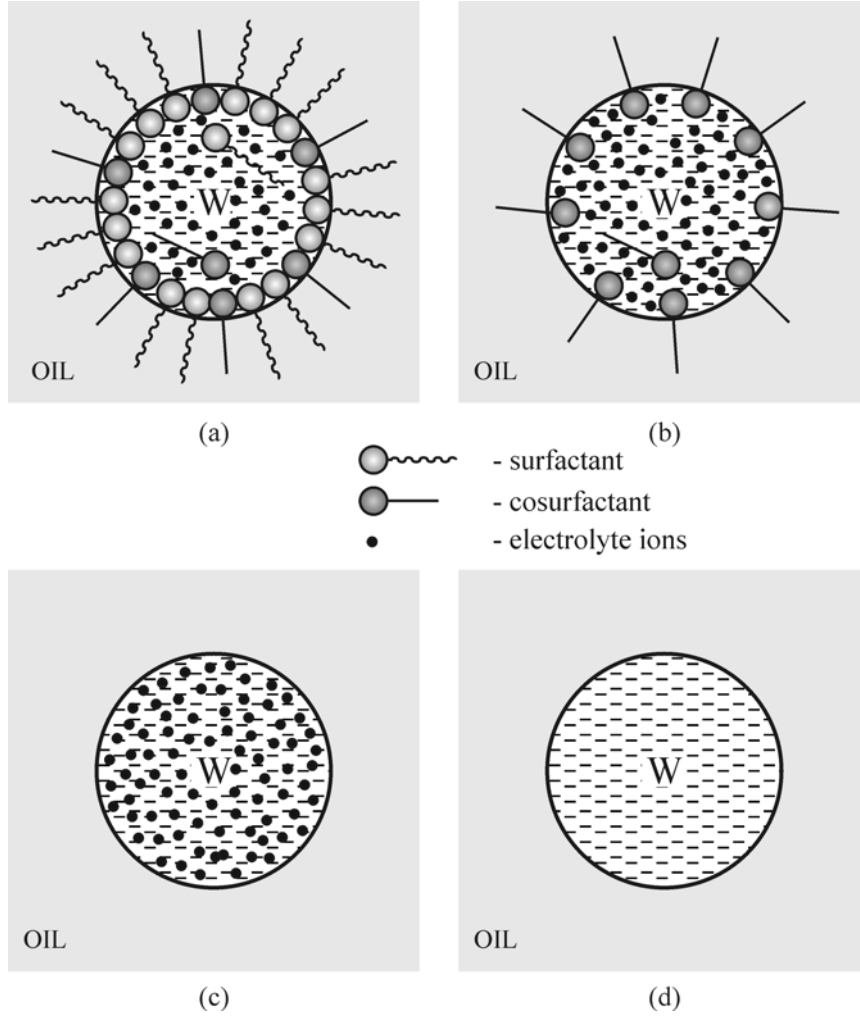 W
OIL
(a)
W
OIL
(b)
- surfactant
- cosurfactant
- electrolyte ions
W
OIL
(c)
W
OIL
(d)